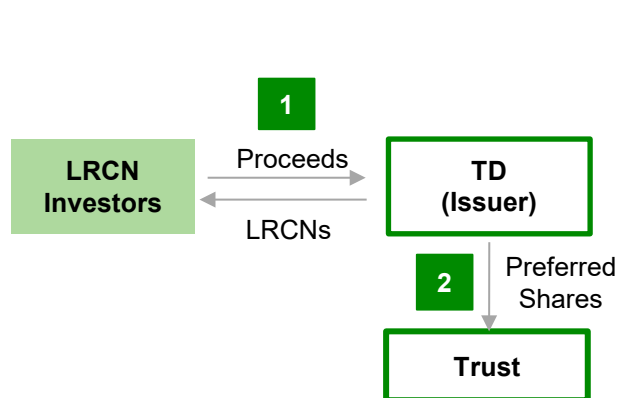 1
Proceeds
LRCN
Investors
TD
(Issuer)
LRCNs
2
Preferred
Shares
Trust